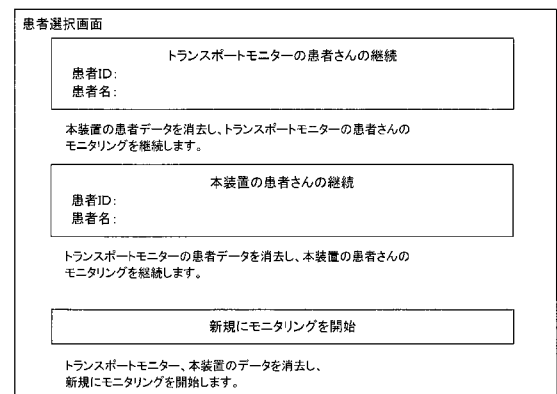 患者選択画面
トランスポートモニターの患者さんの継続
患者ID:
患者名:
本装置の患者データを消去し、トランスポートモニターの患者さんの
モニタリングを継続します。
本装置の患者さんの継続
患者ID:
患者名:
トランスポートモニターの患者データを消去し、本装置の患者さんの
モニタリングを継続します。
新規にモニタリングを開始
トランスポートモニター、本装置のデータを消去し、
新規にモニタリングを開始します。